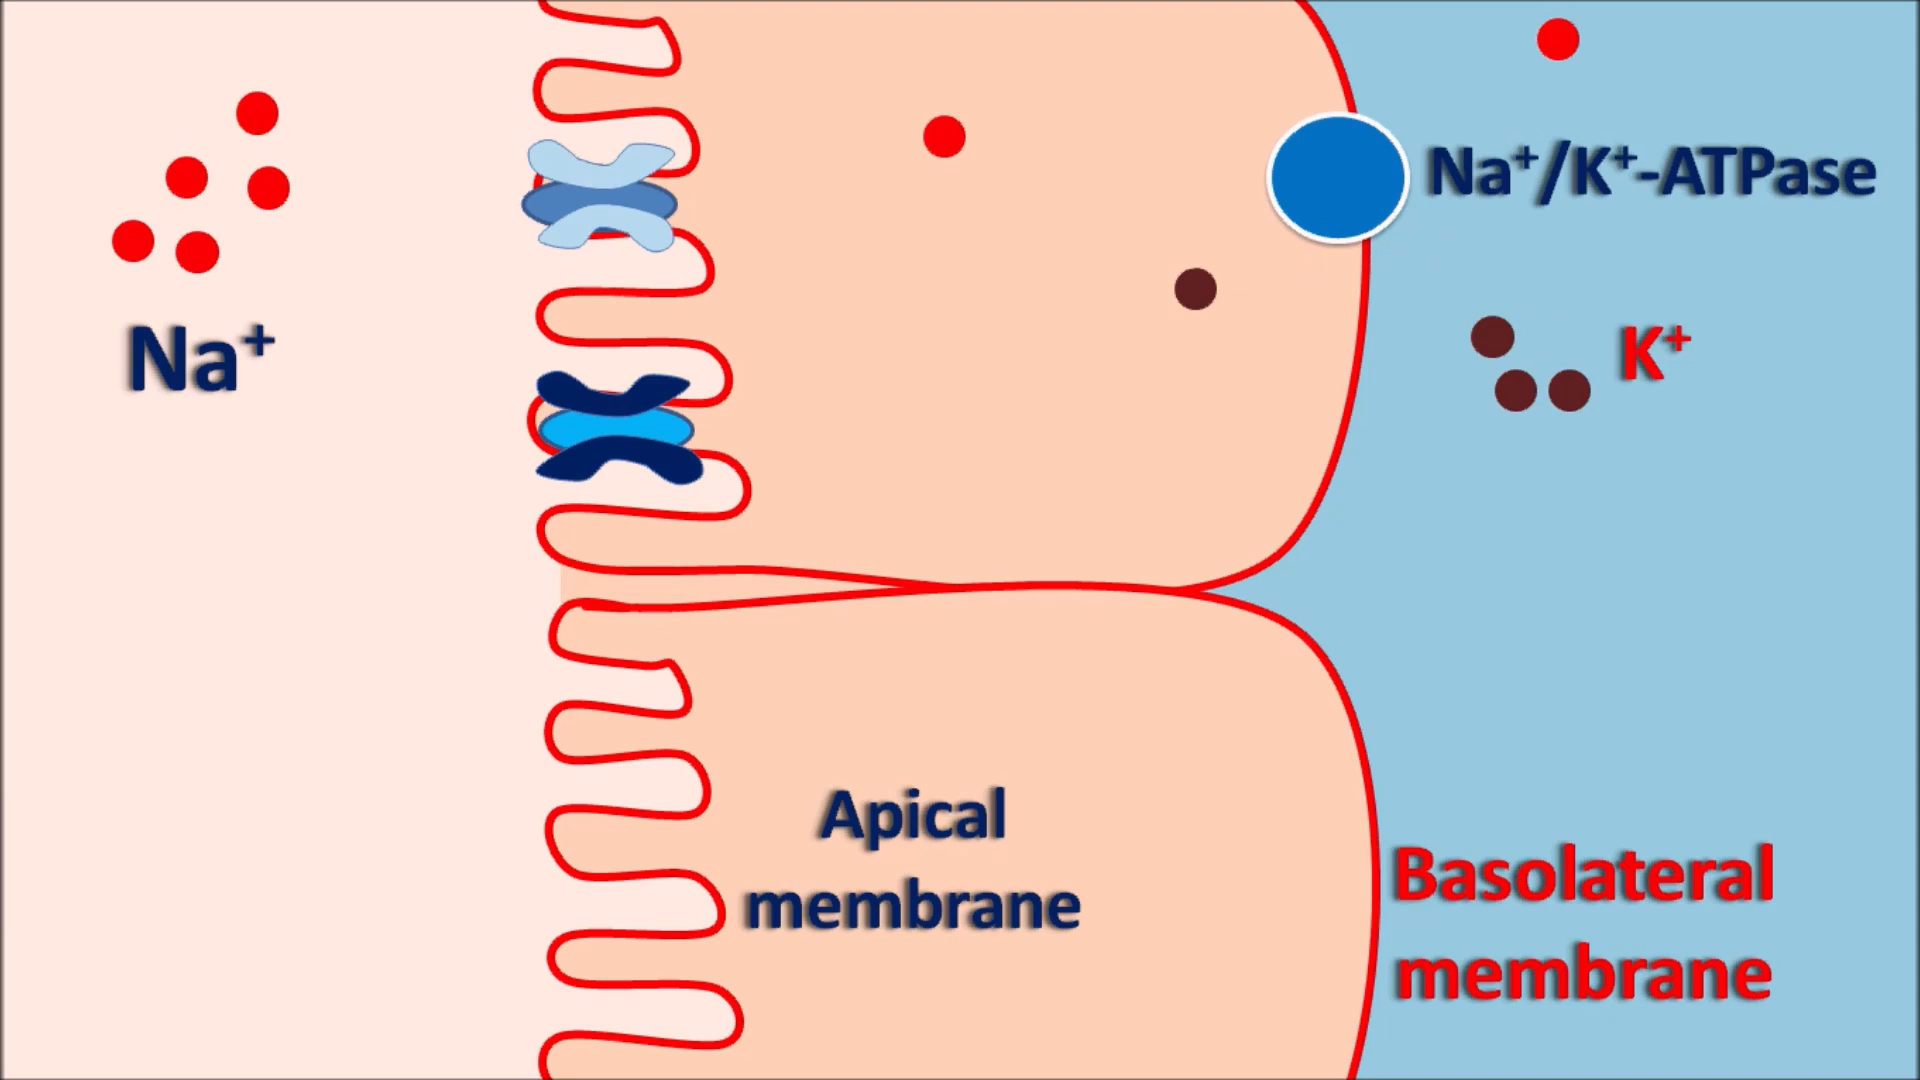 Na⁺/K⁺-ATPase
Na⁺
K⁺
Apical
membrane
Basolateral
membrane